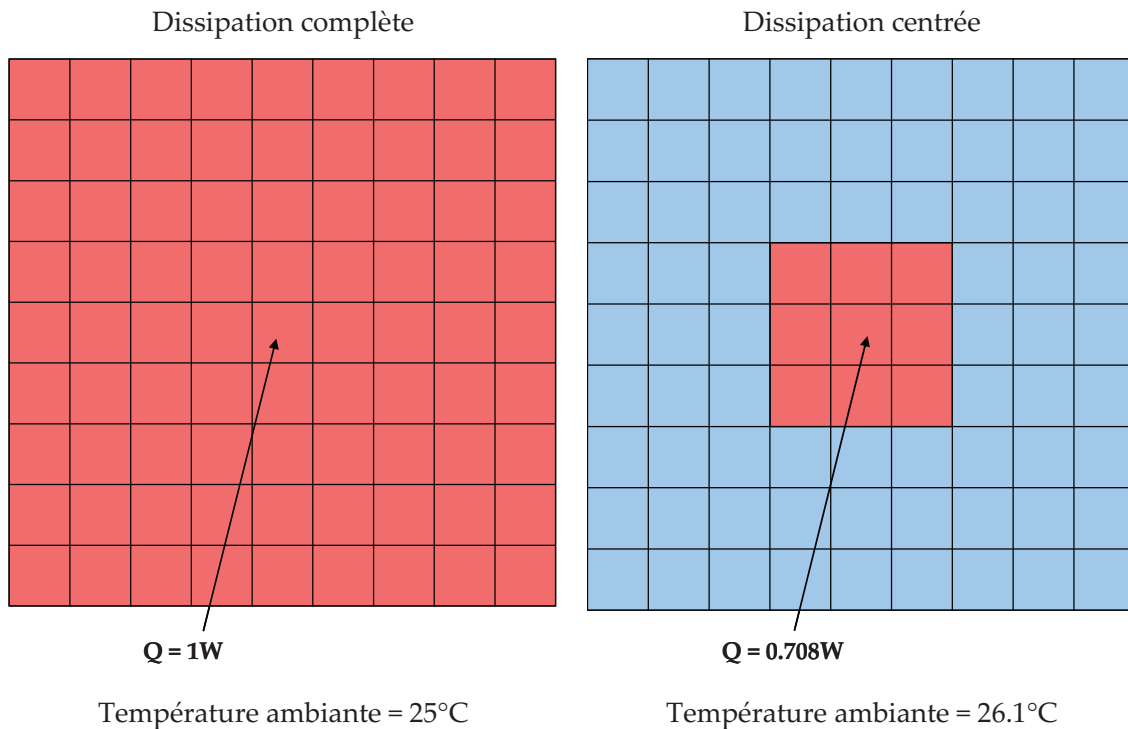 Dissipation complète
Dissipation centrée
Q = 1W
Q = 0.708W
Température ambiante = 25°C
Température ambiante = 26.1°C